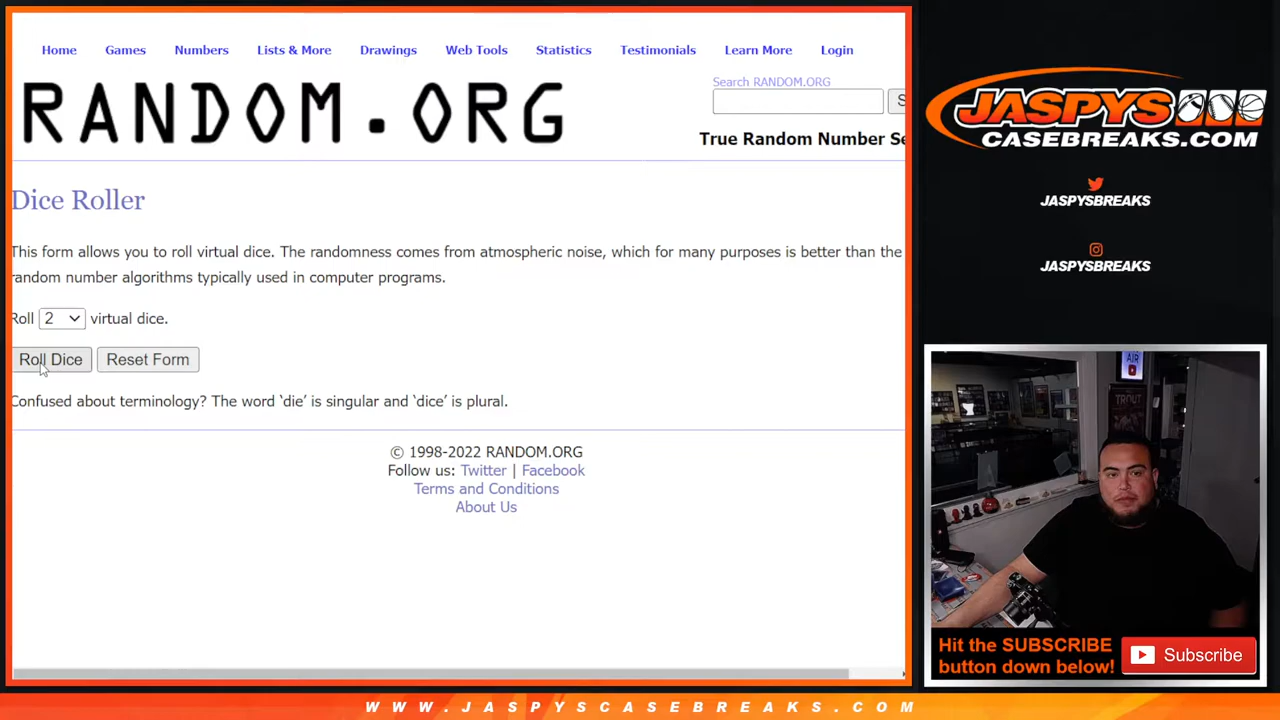 Home Games Numbers Lists & More Drawings Web Tools Statistics Testimonials Learn More Login
Search RANDOM.ORG
RANDOM.ORG
S
True Random Number Se
Dice Roller
This form allows you to roll virtual dice. The randomness comes from atmospheric noise, which for many purposes is better than the
random number algorithms typically used in computer programs.
Roll 2 virtual dice.
Roll Dice Reset Form
Confused about terminology? The word ‘die’ is singular and ‘dice’ is plural.
© 1998-2022 RANDOM.ORG
Follow us: Twitter | Facebook
Terms and Conditions
About Us
JASPYS
CASEBREAKS.COM
JASPYSBREAKS
JASPYSBREAKS
AIR
TROUT
Hit the SUBSCRIBE
button down below!
Subscribe
WWW.JASPYSCASEBREAKS.COM